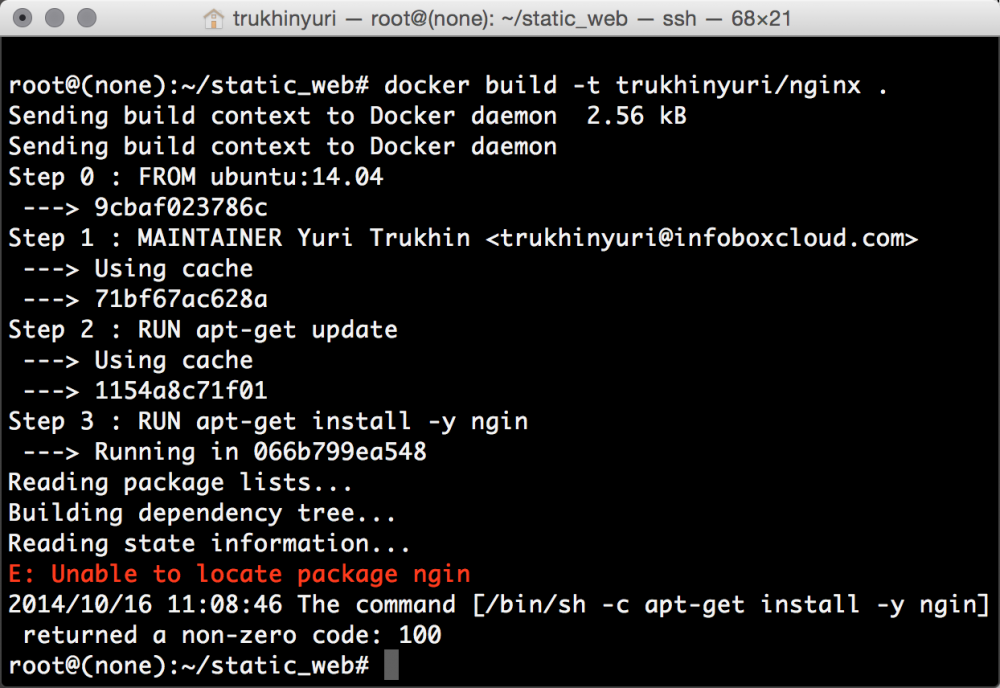 trukhinyuri — root@(none): ~/static_web — ssh — 68×21
root@(none):~/static_web# docker build -t trukhinyuri/nginx .
Sending build context to Docker daemon  2.56 kB
Sending build context to Docker daemon
Step 0 : FROM ubuntu:14.04
 ---> 9cbaf023786c
Step 1 : MAINTAINER Yuri Trukhin <trukhinyuri@infoboxcloud.com>
 ---> Using cache
 ---> 71bf67ac628a
Step 2 : RUN apt-get update
 ---> Using cache
 ---> 1154a8c71f01
Step 3 : RUN apt-get install -y ngin
 ---> Running in 066b799ea548
Reading package lists...
Building dependency tree...
Reading state information...
E: Unable to locate package ngin
2014/10/16 11:08:46 The command [/bin/sh -c apt-get install -y ngin]
 returned a non-zero code: 100
root@(none):~/static_web#